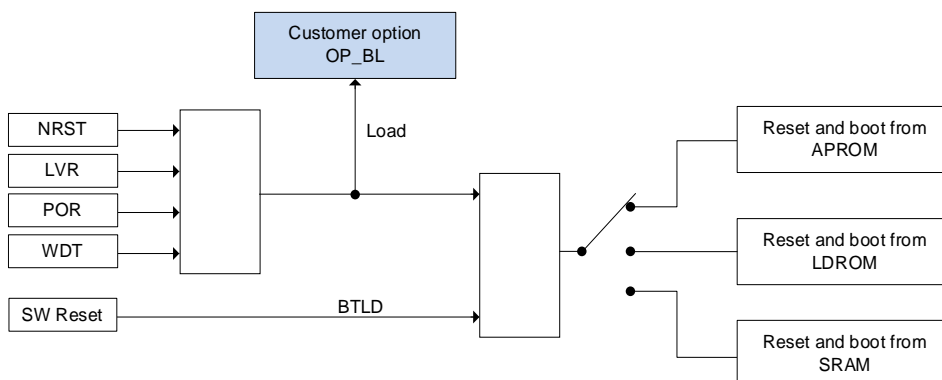 Customer option
OP_BL
NRST
LVR
POR
WDT
SW Reset
Load
BTLD
Reset and boot from
APROM
Reset and boot from
LDROM
Reset and boot from
SRAM